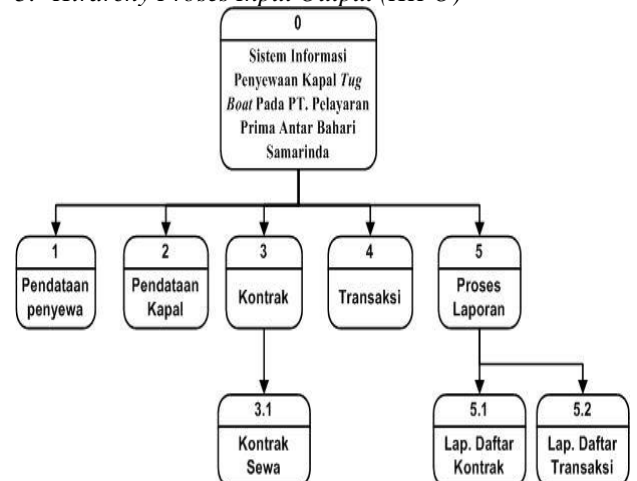 3. Hirarchy Proses Input Output (HIPO)
0
Sistem Informasi
Penyewaan Kapal Tug
Boat Pada PT. Pelayaran
Prima Antar Bahari
Samarinda
1
Pendataan
penyewa
2
Pendataan
Kapal
3
Kontrak
4
Transaksi
5
Proses
Laporan
3.1
Kontrak
Sewa
5.1
Lap. Daftar
Kontrak
5.2
Lap. Daftar
Transaksi